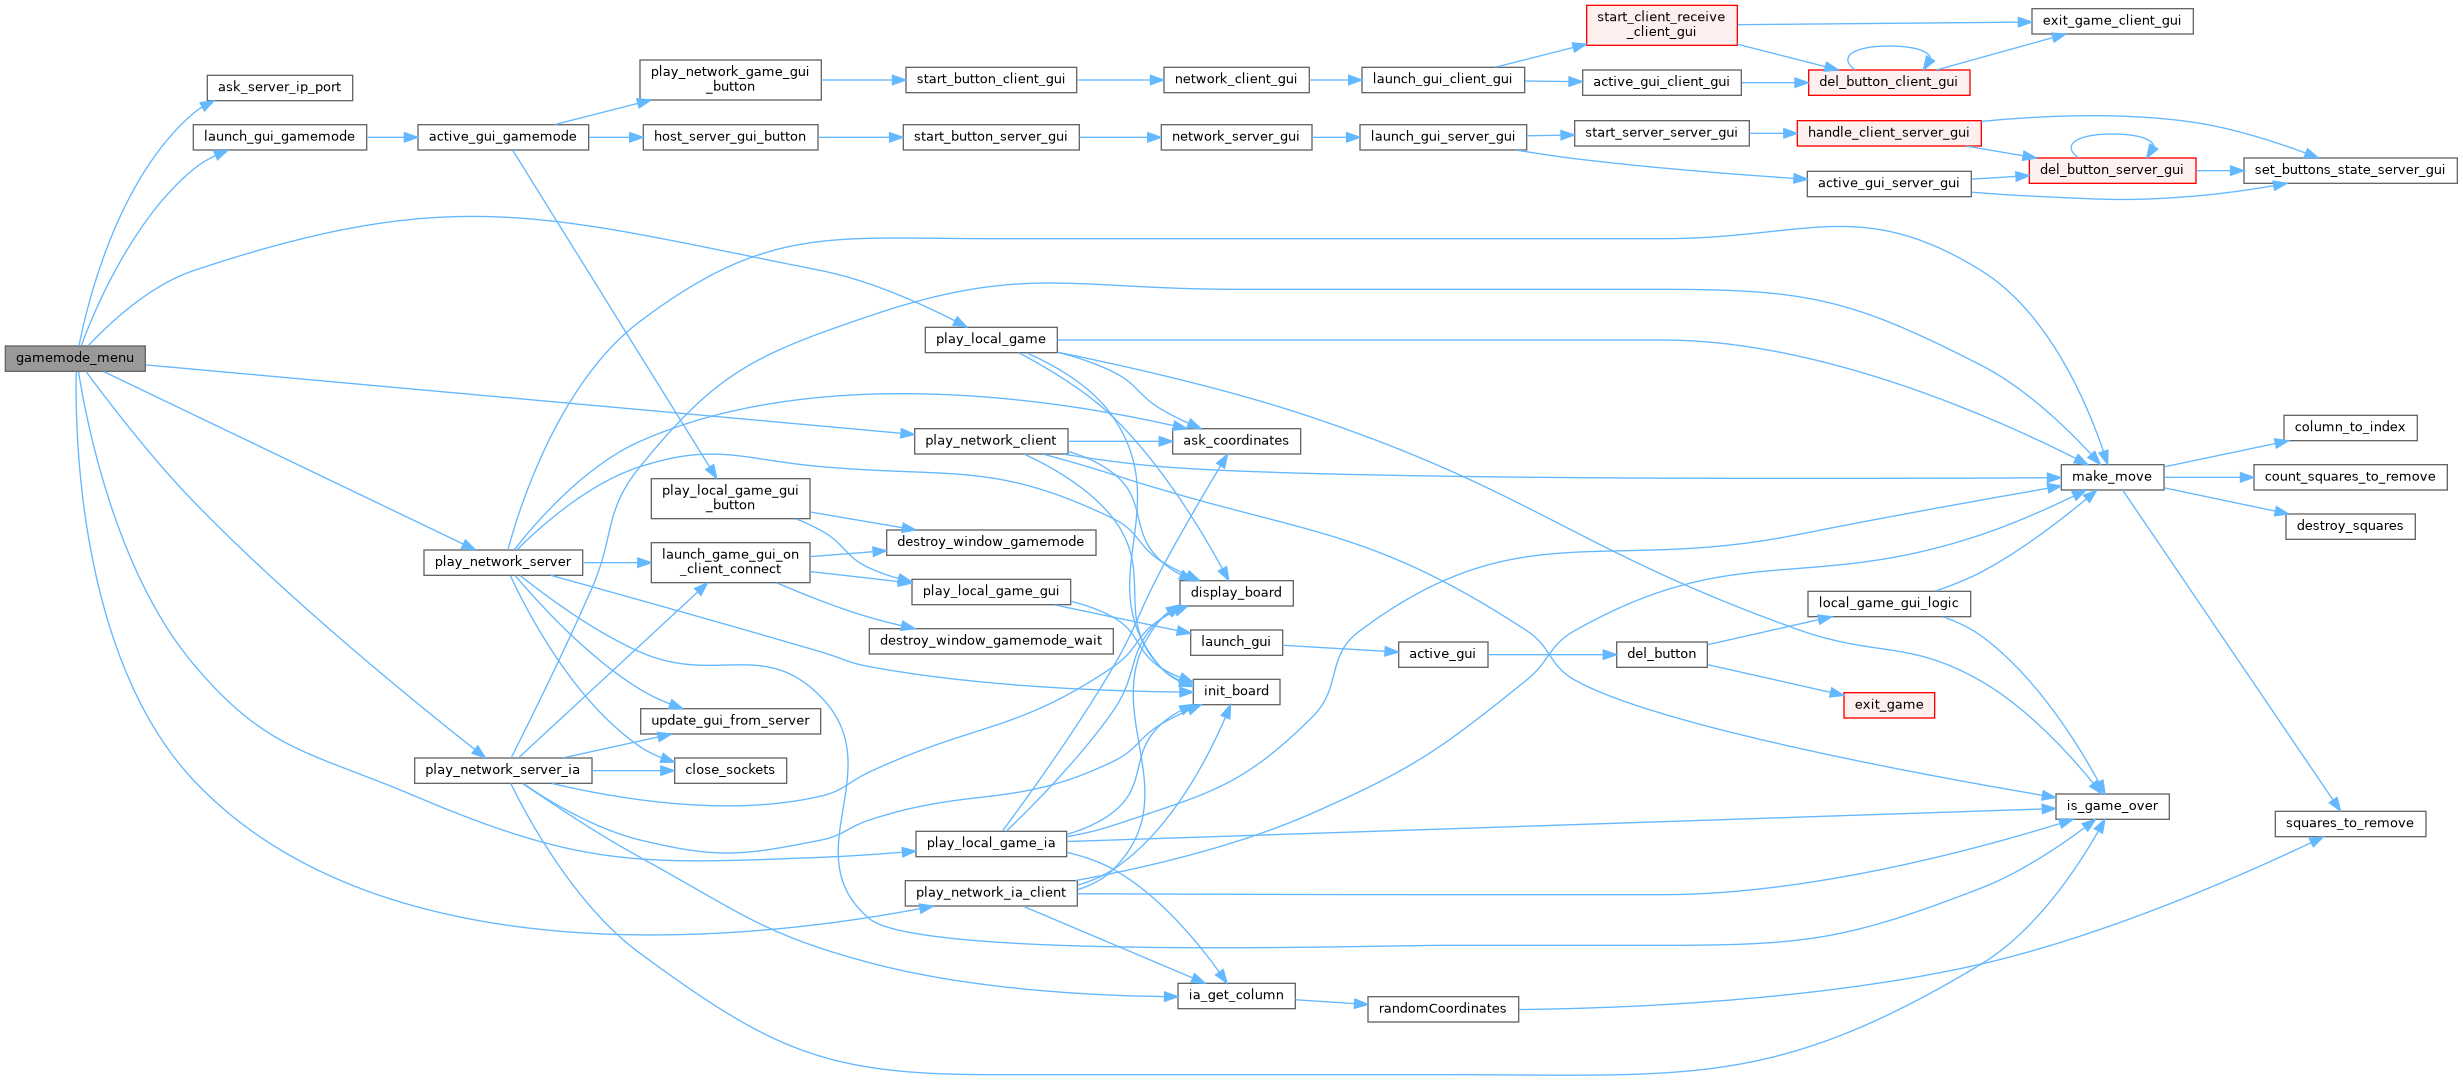 gamemode_menu
ask_server_ip_port
launch_gui_gamemode
active_gui_gamemode
play_network_game_gui
_button
host_server_gui_button
start_button_client_gui
start_button_server_gui
network_client_gui
network_server_gui
launch_gui_client_gui
launch_gui_server_gui
start_client_receive
_client_gui
active_gui_client_gui
start_server_server_gui
active_gui_server_gui
del_button_client_gui
handle_client_server_gui
exit_game_client_gui
del_button_server_gui
set_buttons_state_server_gui
play_local_game
play_network_client
ask_coordinates
play_local_game_gui
_button
play_network_server
launch_game_gui_on
_client_connect
destroy_window_gamemode
play_local_game_gui
destroy_window_gamemode_wait
display_board
launch_gui
init_board
active_gui
del_button
local_game_gui_logic
exit_game
make_move
column_to_index
count_squares_to_remove
destroy_squares
update_gui_from_server
close_sockets
play_network_server_ia
play_local_game_ia
play_network_ia_client
is_game_over
squares_to_remove
ia_get_column
randomCoordinates